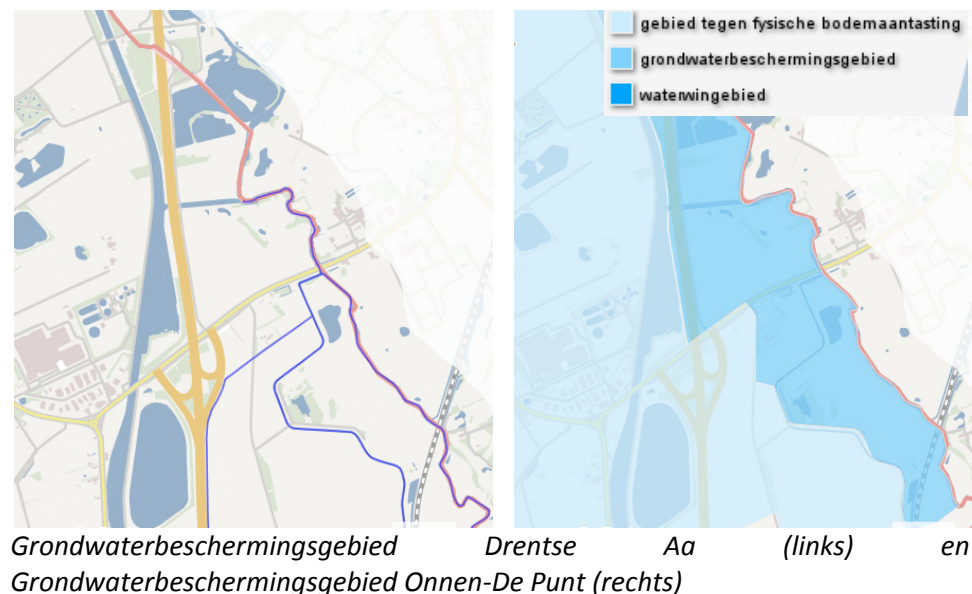 gebied tegen fysische bodemaantasting
grondwaterbeschermingsgebied
waterwingebied
Grondwaterbeschermingsgebied Drentse Aa (links) en
Grondwaterbeschermingsgebied Onnen-De Punt (rechts)